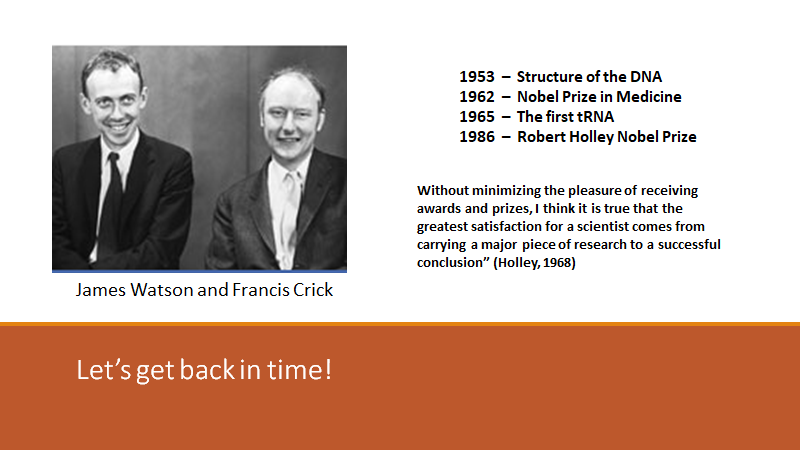 1953 – Structure of the DNA
1962 – Nobel Prize in Medicine
1965 – The first tRNA
1986 – Robert Holley Nobel Prize
Without minimizing the pleasure of receiving
awards and prizes, I think it is true that the
greatest satisfaction for a scientist comes from
carrying a major piece of research to a successful
conclusion” (Holley, 1968)
James Watson and Francis Crick
Let’s get back in time!